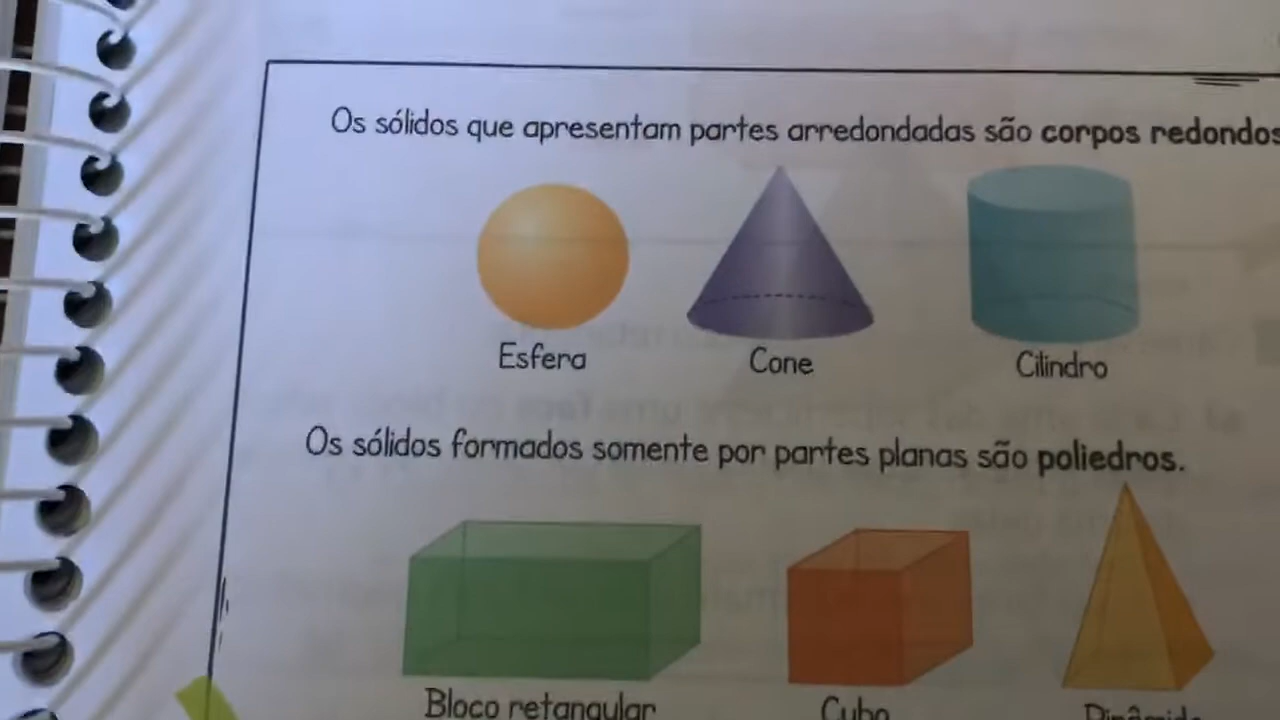 Os sólidos que apresentam partes arredondadas são corpos redondos
Esfera Cone Cilindro
Os sólidos formados somente por partes planas são poliedros.
Bloco retangular Cubo Pirâmide